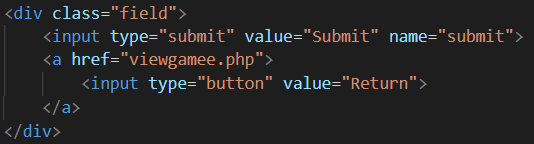 <div class="field">
<input type="submit" value="Submit" name="submit">
<a href="viewgamee.php">
<input type="button" value="Return">
</a>
</div>